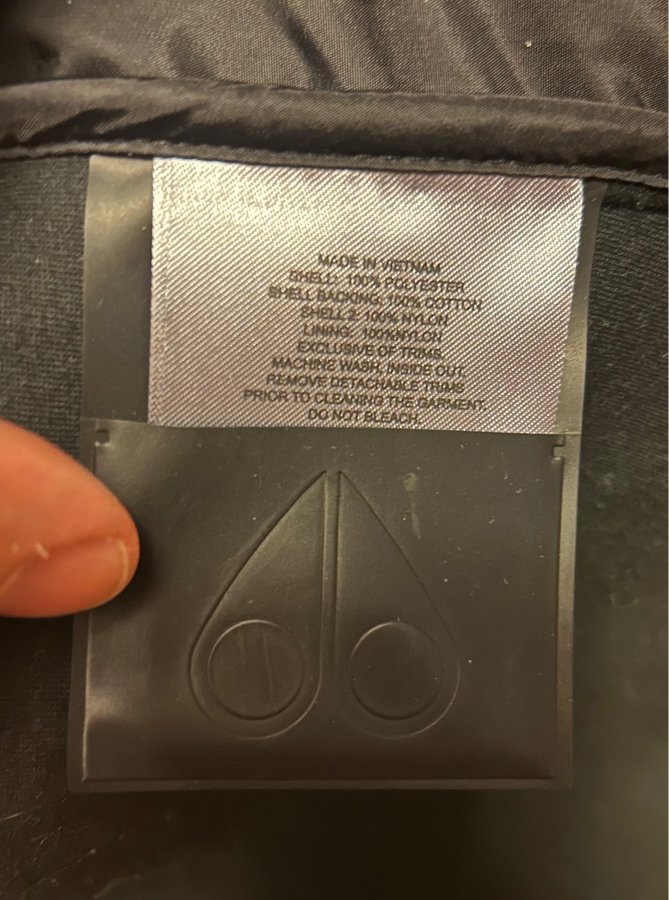 MADE IN VIETNAM
SHELL: 100% POLYESTER
SHELL BACKING: 100% COTTON
SHELL 2: 100% NYLON
LINING: 100%NYLON
EXCLUSIVE OF TRIMS.
MACHINE WASH, INSIDE OUT.
REMOVE DETACHABLE TRIMS
PRIOR TO CLEANING THE GARMENT.
DO NOT BLEACH.